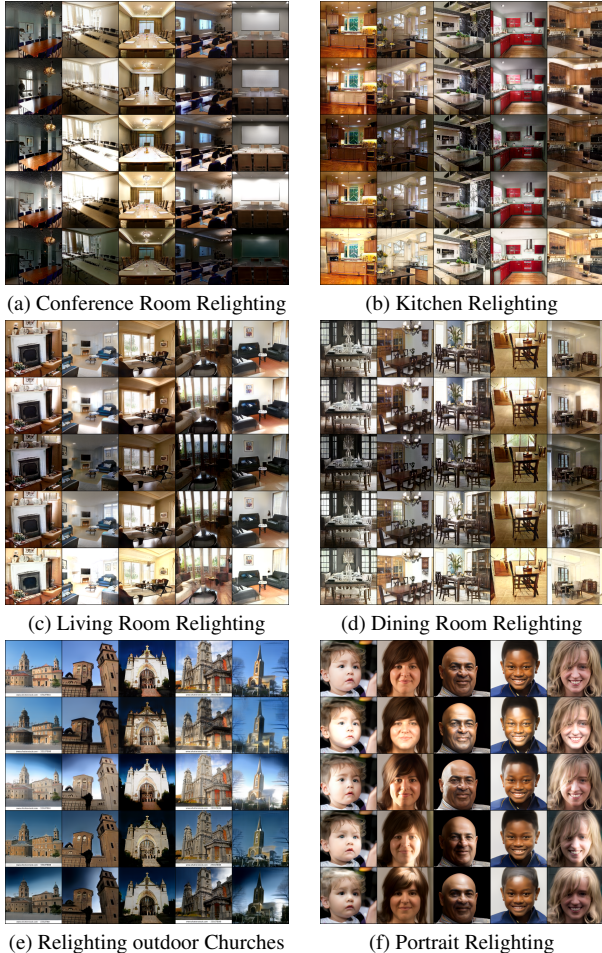 (a) Conference Room Relighting
(b) Kitchen Relighting
(c) Living Room Relighting
(d) Dining Room Relighting
(e) Relighting outdoor Churches
(f) Portrait Relighting